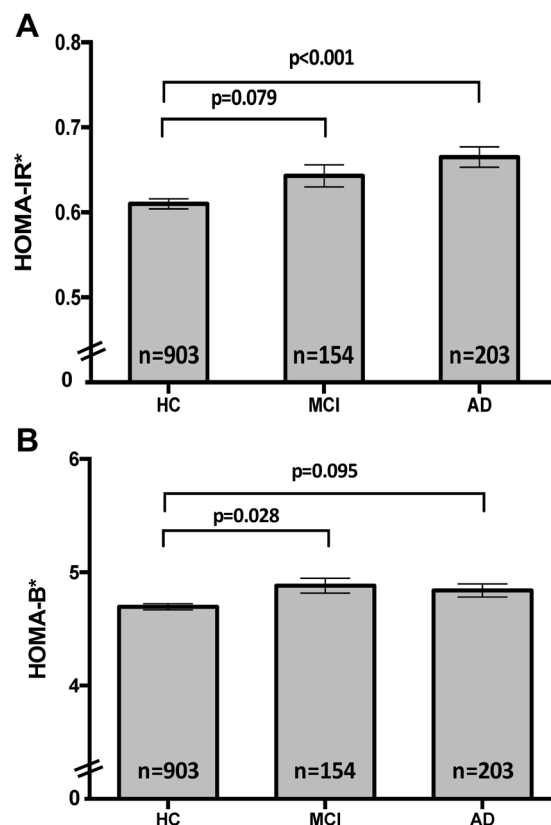 A
0.8
p<0.001
p=0.079
0.7
HOMA-IR*
0.6
0.5
n=903 n=154 n=203
0
HC MCI AD
B
6
p=0.095
p=0.028
HOMA-B*
5
4
n=903 n=154 n=203
0
HC MCI AD